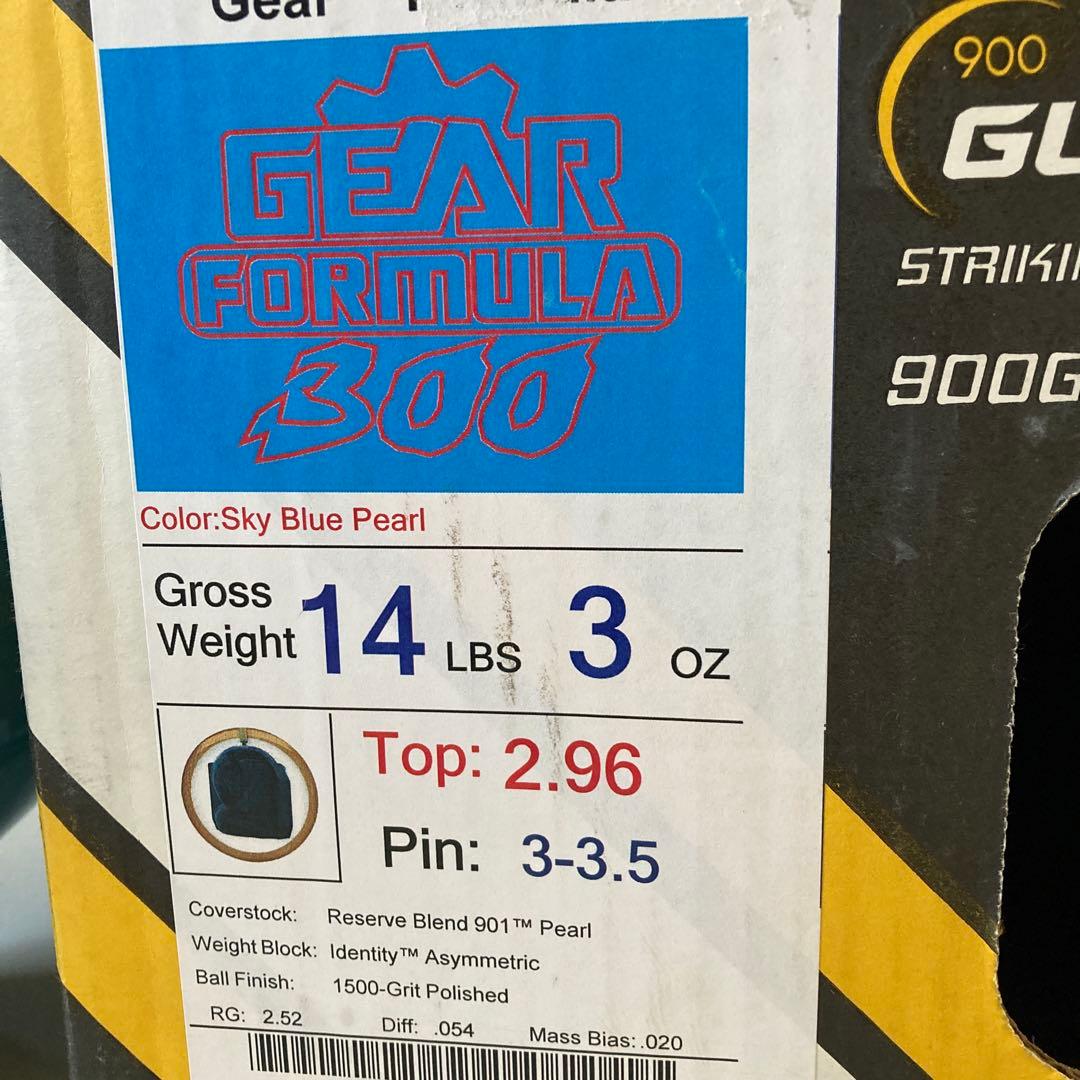 Gear
GEAR
FORMULA
300
Color:Sky Blue Pearl
Gross
Weight 14 LBS 3 OZ
Top: 2.96
Pin: 3-3.5
Coverstock: Reserve Blend 901™ Pearl
Weight Block: Identity™ Asymmetric
Ball Finish: 1500-Grit Polished
RG: 2.52 Diff: .054 Mass Bias: .020
900
900G